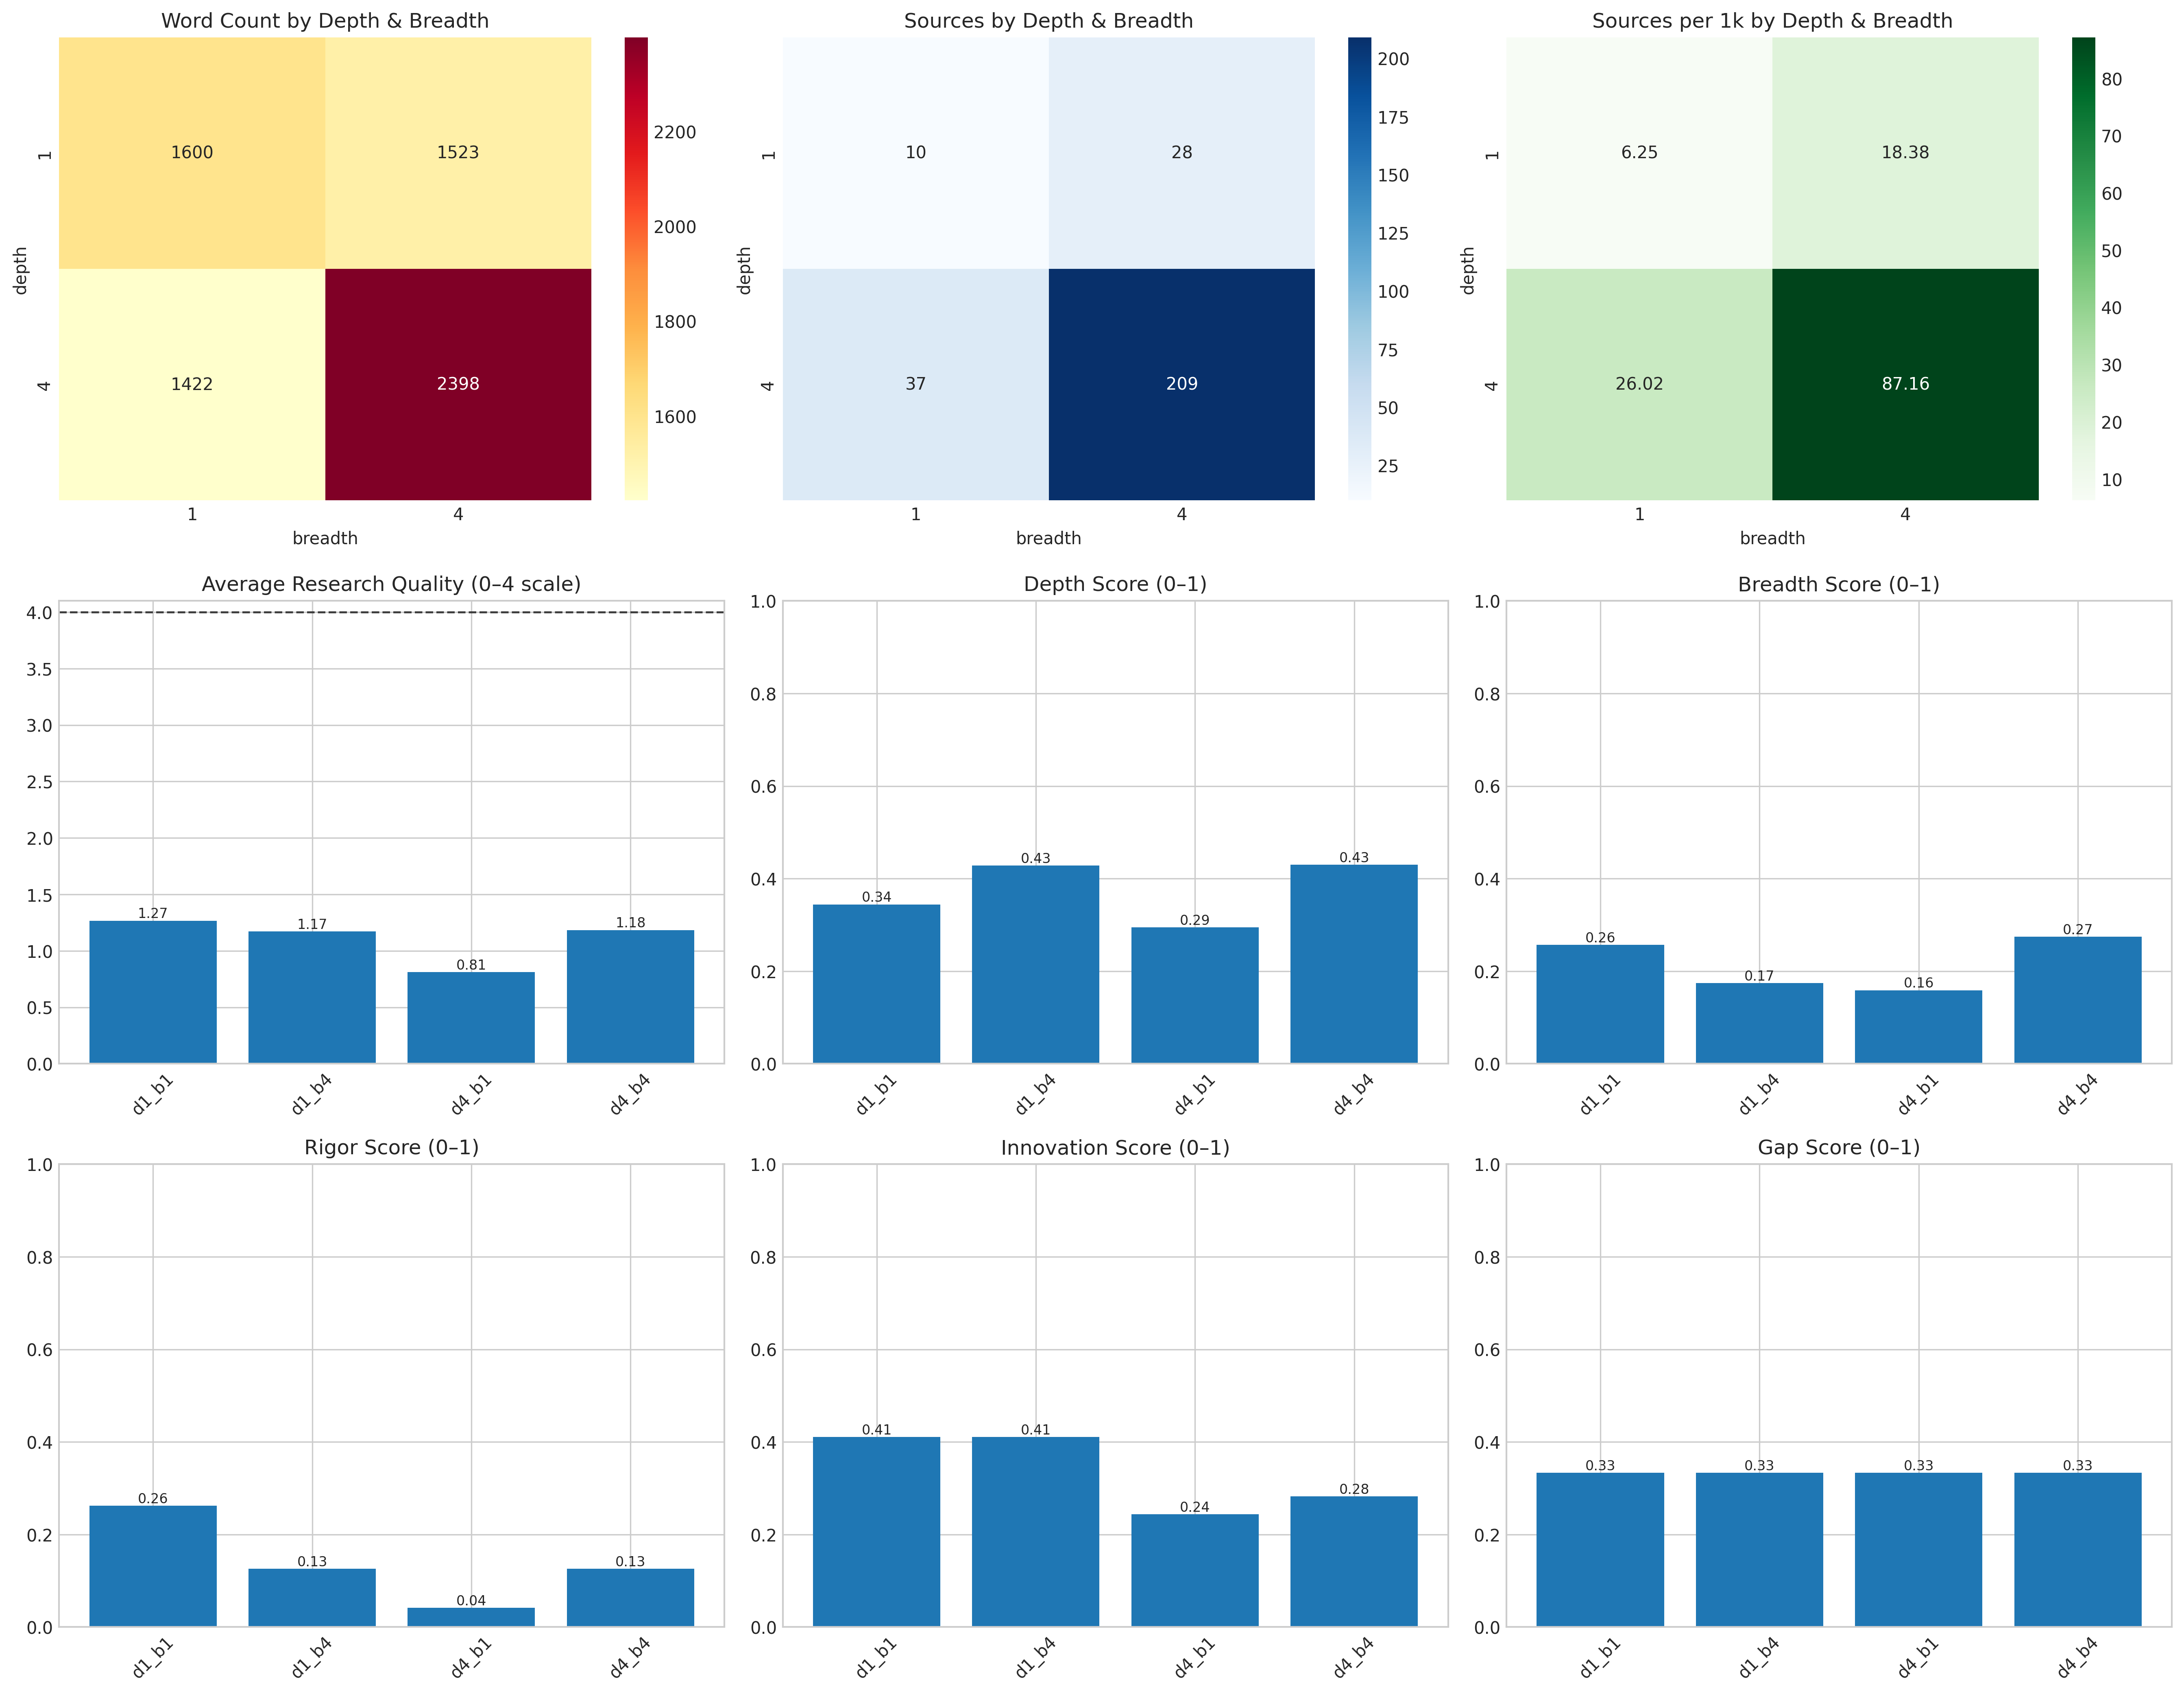 Word Count by Depth & Breadth
1600 1523
1422 2398
1
4
depth
1 4
breadth
2200
2000
1800
1600
Sources by Depth & Breadth
10 28
37 209
1
4
depth
1 4
breadth
200
175
150
125
100
75
50
25
Sources per 1k by Depth & Breadth
6.25 18.38
26.02 87.16
1
4
depth
1 4
breadth
80
70
60
50
40
30
20
10
Average Research Quality (0–4 scale)
4.0
3.5
3.0
2.5
2.0
1.5
1.0
0.5
0.0
1.27 1.17 0.81 1.18
d1_b1 d1_b4 d4_b1 d4_b4
Depth Score (0–1)
1.0
0.8
0.6
0.4
0.2
0.0
0.34 0.43 0.29 0.43
d1_b1 d1_b4 d4_b1 d4_b4
Breadth Score (0–1)
1.0
0.8
0.6
0.4
0.2
0.0
0.26 0.17 0.16 0.27
d1_b1 d1_b4 d4_b1 d4_b4
Rigor Score (0–1)
1.0
0.8
0.6
0.4
0.2
0.0
0.26 0.13 0.04 0.13
d1_b1 d1_b4 d4_b1 d4_b4
Innovation Score (0–1)
1.0
0.8
0.6
0.4
0.2
0.0
0.41 0.41 0.24 0.28
d1_b1 d1_b4 d4_b1 d4_b4
Gap Score (0–1)
1.0
0.8
0.6
0.4
0.2
0.0
0.33 0.33 0.33 0.33
d1_b1 d1_b4 d4_b1 d4_b4